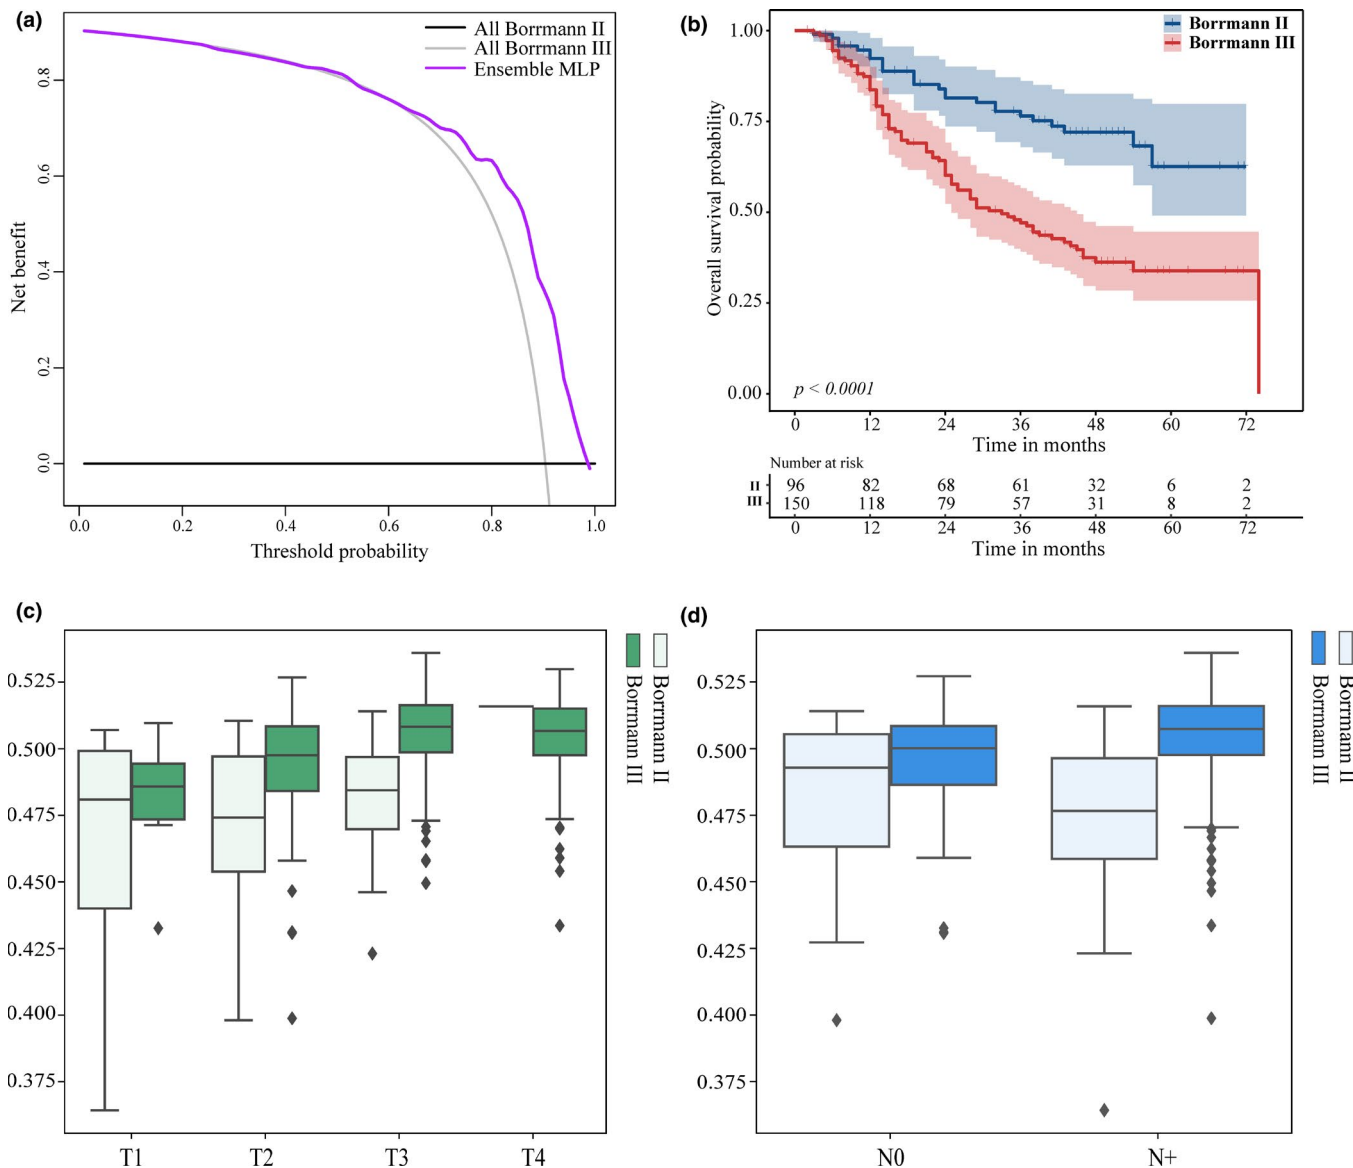 (a)
All Borrmann II
All Borrmann III
Ensemble MLP
Net benefit
0.8
0.6
0.4
0.2
0.0
0.0 0.2 0.4 0.6 0.8 1.0
Threshold probability
(b)
Borrmann II
Borrmann III
Overall survival probability
1.00
0.75
0.50
0.25
0.00
p < 0.0001
0 12 24 36 48 60 72
Time in months
Number at risk
II 96 82 68 61 32 6 2
III 150 118 79 57 31 8 2
0 12 24 36 48 60 72
Time in months
(c)
0.525
0.500
0.475
0.450
0.425
0.400
0.375
T1 T2 T3 T4
Borrmann II
Borrmann III
(d)
0.525
0.500
0.475
0.450
0.425
0.400
0.375
N0 N+
Borrmann II
Borrmann III